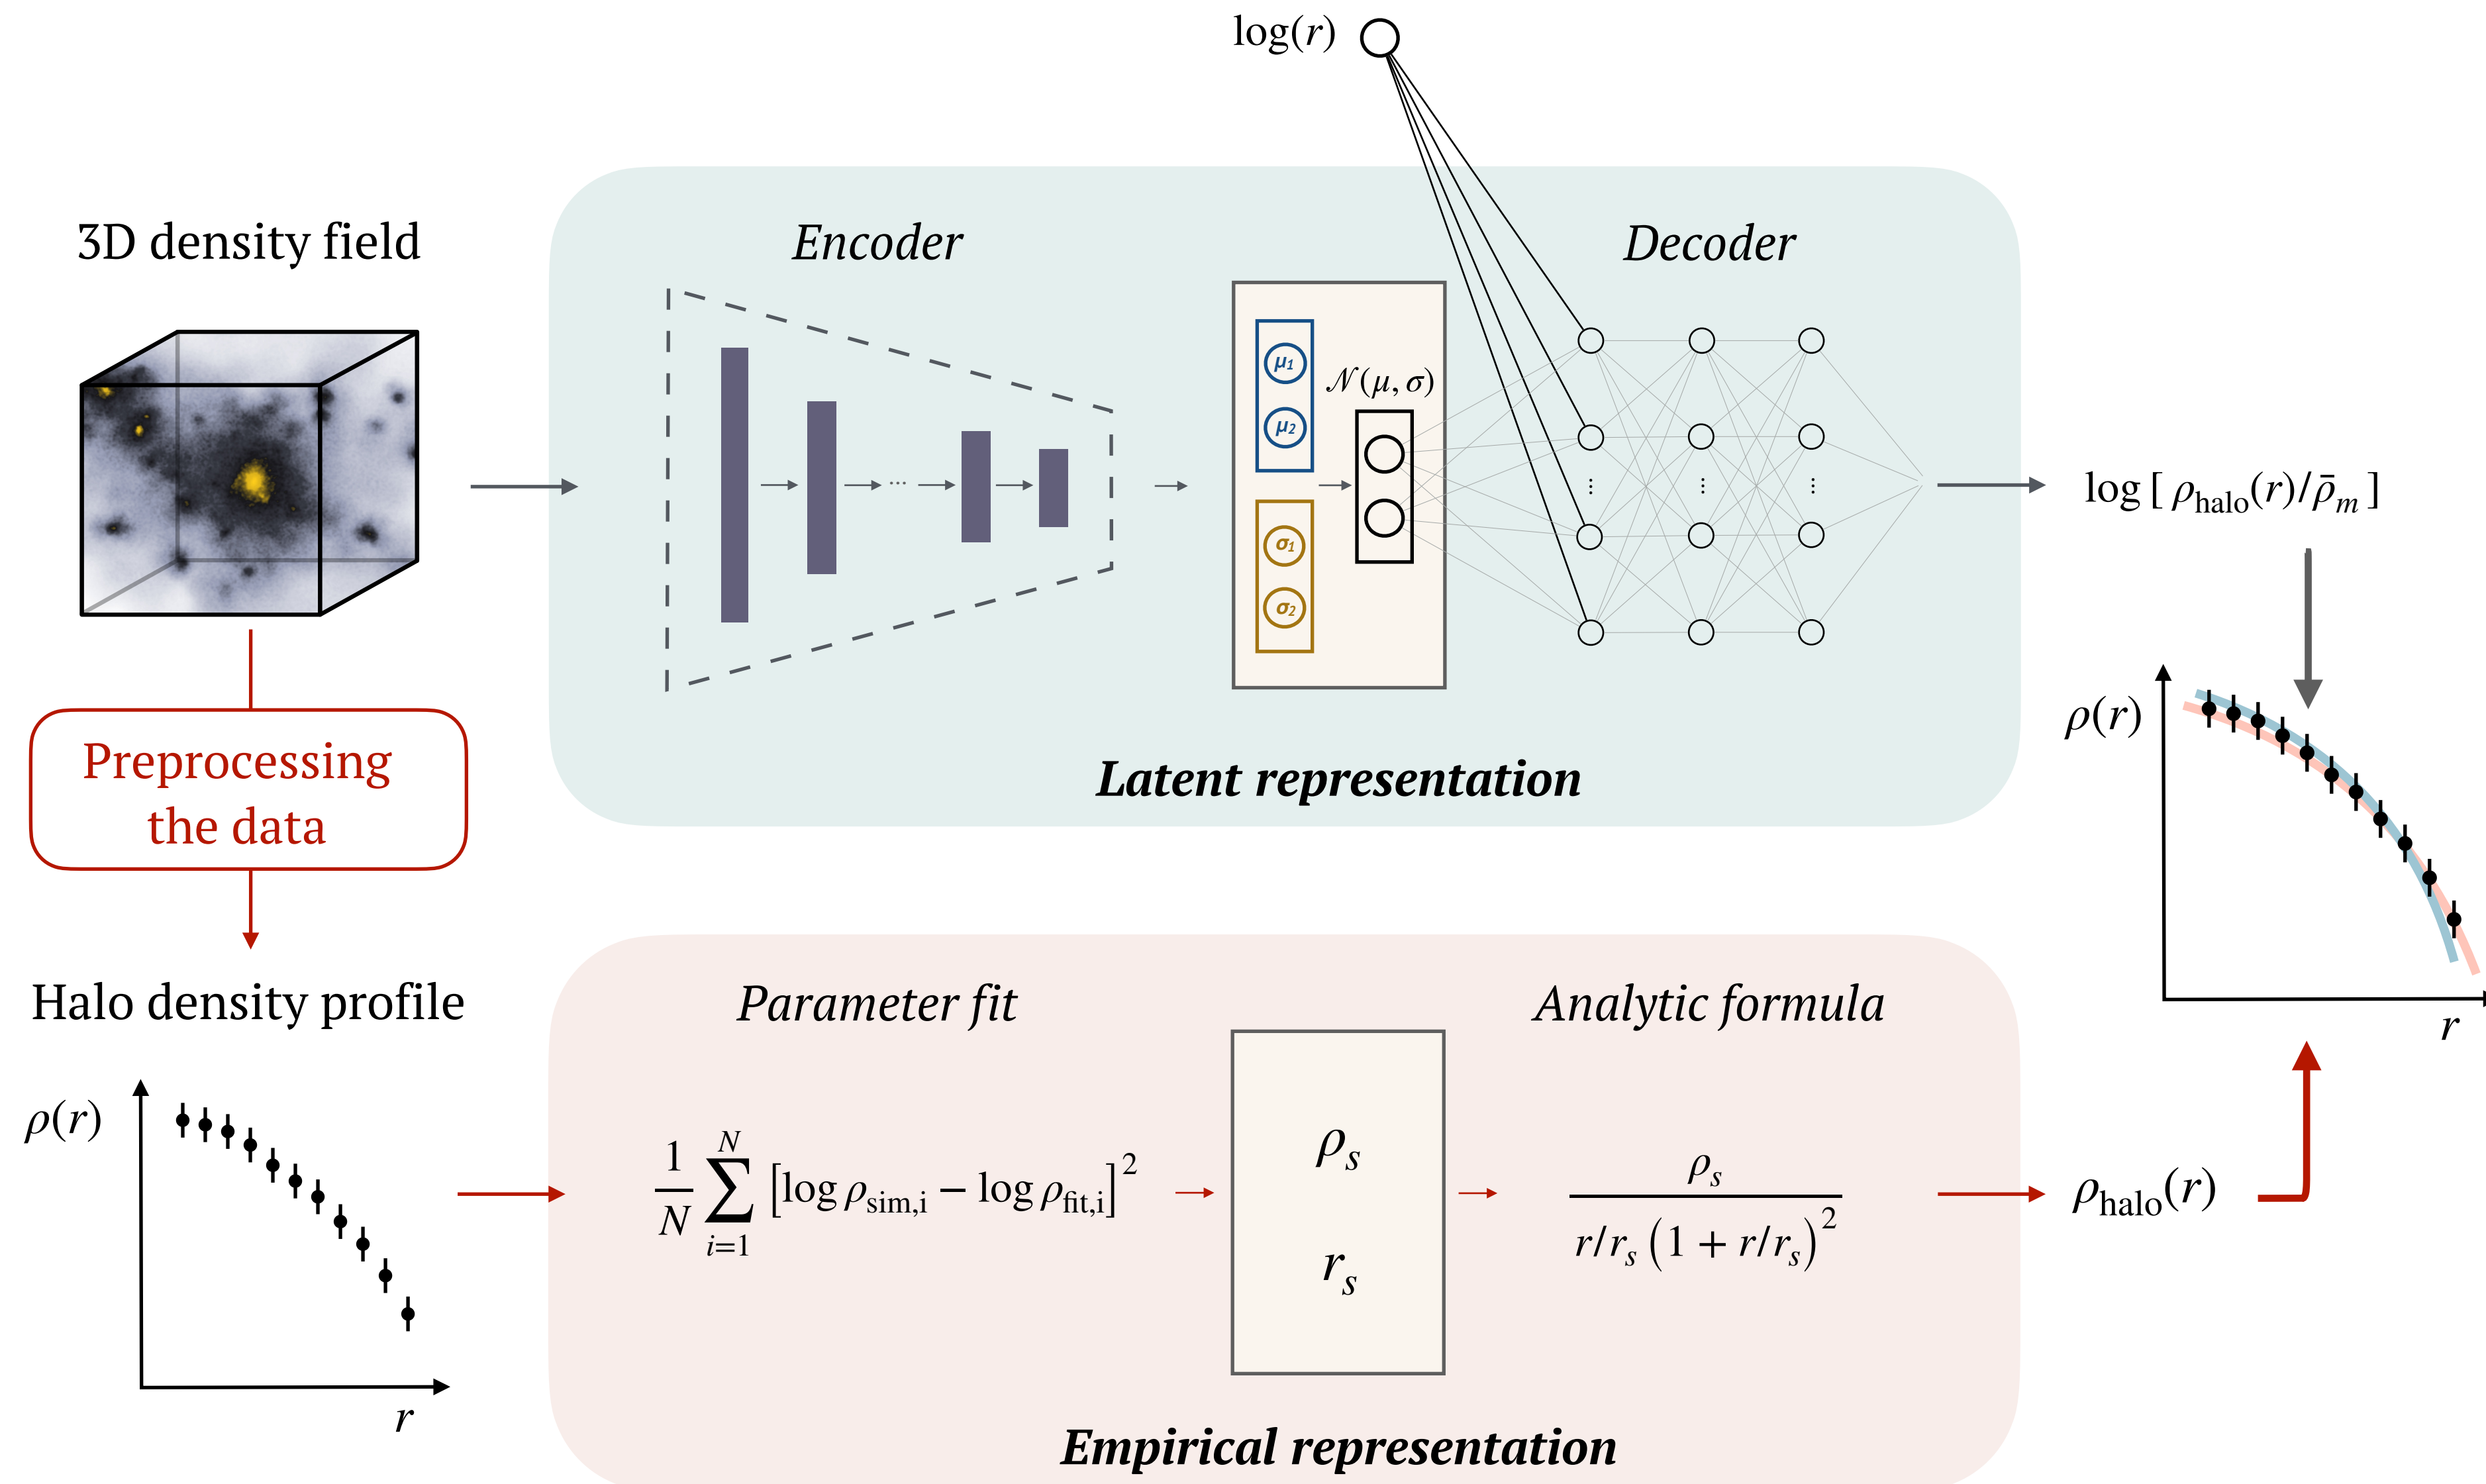 log(r)
3D density field
Encoder
Decoder
μ1
μ2
𝒩(μ, σ)
σ1
σ2
...
⋮ ⋮ ⋮
log [ ρhalo(r)/ρ̄m ]
Latent representation
Preprocessing
the data
ρ(r)
r
Halo density profile
ρ(r)
r
Parameter fit
Analytic formula
1/N ∑_{i=1}^{N} [log ρsim,i − log ρfit,i]²
ρs
rs
ρs / r/rs (1 + r/rs)²
ρhalo(r)
Empirical representation